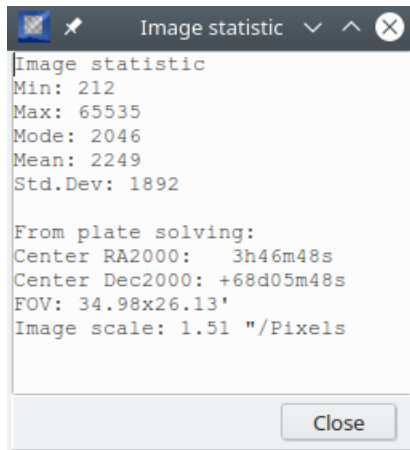 Image statistic
Image statistic
Min: 212
Max: 65535
Mode: 2046
Mean: 2249
Std.Dev: 1892
From plate solving:
Center RA2000:   3h46m48s
Center Dec2000: +68d05m48s
FOV: 34.98x26.13'
Image scale: 1.51 "/Pixels
Close